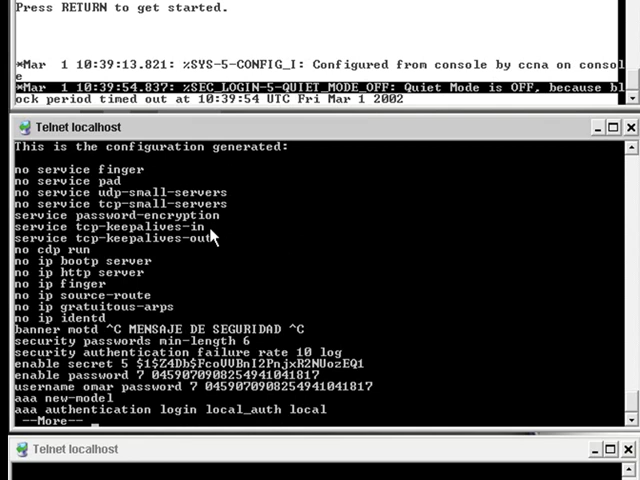 Press RETURN to get started.
*Mar  1 10:39:13.821: %SYS-5-CONFIG_I: Configured from console by ccna on consol
e
*Mar  1 10:39:54.837: %SEC_LOGIN-5-QUIET_MODE_OFF: Quiet Mode is OFF, because bl
ock period timed out at 10:39:54 UTC Fri Mar 1 2002
Telnet localhost
This is the configuration generated:
no service finger
no service pad
no service udp-small-servers
no service tcp-small-servers
service password-encryption
service tcp-keepalives-in
service tcp-keepalives-out
no cdp run
no ip bootp server
no ip http server
no ip finger
no ip source-route
no ip gratuitous-arps
no ip identd
banner motd ^C MENSAJE DE SEGURIDAD ^C
security passwords min-length 6
security authentication failure rate 10 log
enable secret 5 $1$Z4Db$FcoVVBnI2PnjxR2NUozEQ1
enable password 7 0459070908254941041817
username omar password 7 0459070908254941041817
aaa new-model
aaa authentication login local_auth local
--More--
Telnet localhost